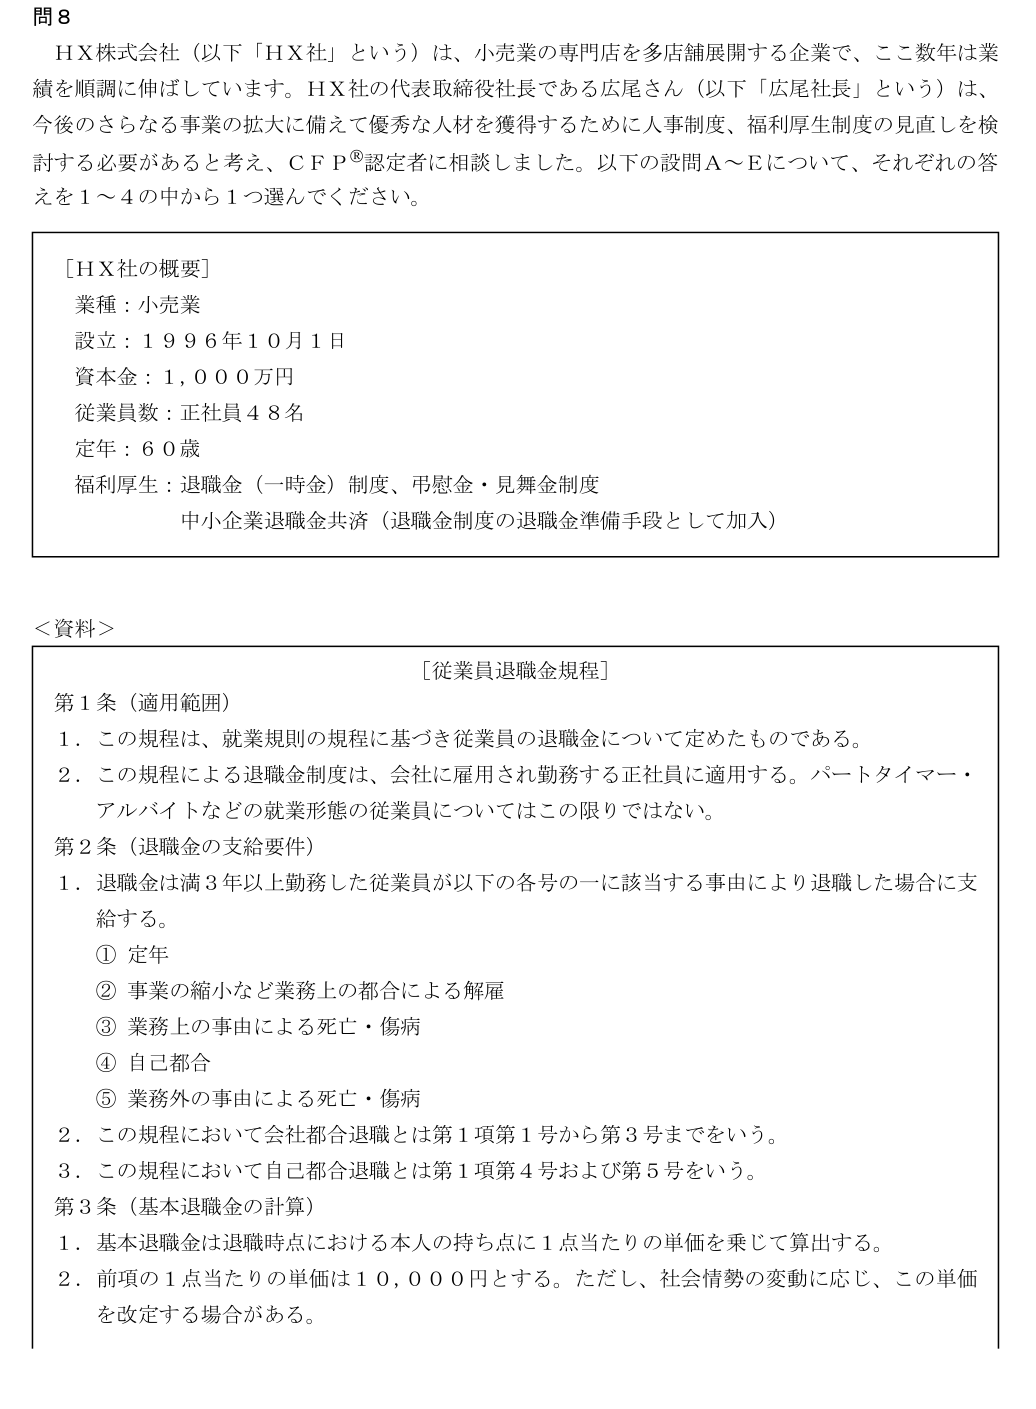 問８
　ＨＸ株式会社（以下「ＨＸ社」という）は、小売業の専門店を多店舗展開する企業で、ここ数年は業
績を順調に伸ばしています。ＨＸ社の代表取締役社長である広尾さん（以下「広尾社長」という）は、
今後のさらなる事業の拡大に備えて優秀な人材を獲得するために人事制度、福利厚生制度の見直しを検
討する必要があると考え、ＣＦＰ®認定者に相談しました。以下の設問Ａ～Ｅについて、それぞれの答
えを１～４の中から１つ選んでください。
［ＨＸ社の概要］
業種：小売業
設立：１９９６年１０月１日
資本金：１,０００万円
従業員数：正社員４８名
定年：６０歳
福利厚生：退職金（一時金）制度、弔慰金・見舞金制度
中小企業退職金共済（退職金制度の退職金準備手段として加入）
＜資料＞
［従業員退職金規程］
第１条（適用範囲）
１．この規程は、就業規則の規程に基づき従業員の退職金について定めたものである。
２．この規程による退職金制度は、会社に雇用され勤務する正社員に適用する。パートタイマー・
アルバイトなどの就業形態の従業員についてはこの限りではない。
第２条（退職金の支給要件）
１．退職金は満３年以上勤務した従業員が以下の各号の一に該当する事由により退職した場合に支
給する。
① 定年
② 事業の縮小など業務上の都合による解雇
③ 業務上の事由による死亡・傷病
④ 自己都合
⑤ 業務外の事由による死亡・傷病
２．この規程において会社都合退職とは第１項第１号から第３号までをいう。
３．この規程において自己都合退職とは第１項第４号および第５号をいう。
第３条（基本退職金の計算）
１．基本退職金は退職時点における本人の持ち点に１点当たりの単価を乗じて算出する。
２．前項の１点当たりの単価は１０,０００円とする。ただし、社会情勢の変動に応じ、この単価
を改定する場合がある。